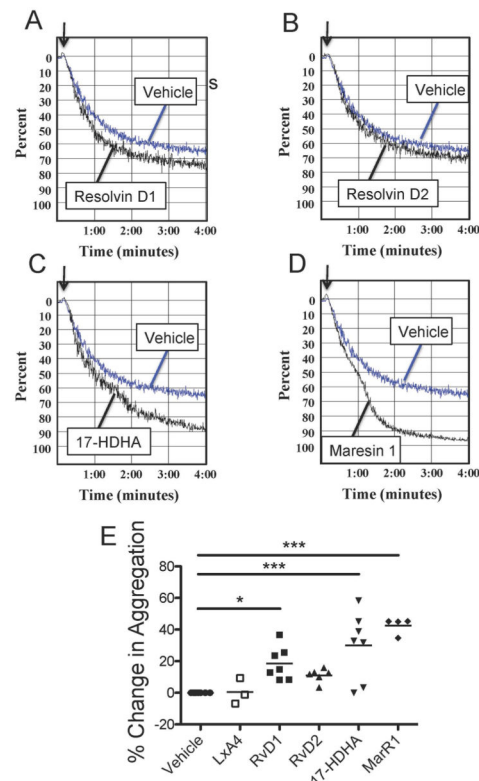 A
0
10
20
30
40
50
60
70
80
90
100
Percent
Vehicle
S
Resolvin D1
1:00 2:00 3:00 4:00
Time (minutes)
B
0
10
20
30
40
50
60
70
80
90
100
Percent
Vehicle
Resolvin D2
1:00 2:00 3:00 4:00
Time (minutes)
C
0
10
20
30
40
50
60
70
80
90
100
Percent
Vehicle
17-HDHA
1:00 2:00 3:00 4:00
Time (minutes)
D
0
10
20
30
40
50
60
70
80
90
100
Percent
Vehicle
Maresin 1
1:00 2:00 3:00 4:00
Time (minutes)
E
% Change in Aggregation
80
60
40
20
0
-20
***
***
*
Vehicle
LxA4
RvD1
RvD2
17-HDHA
MarR1